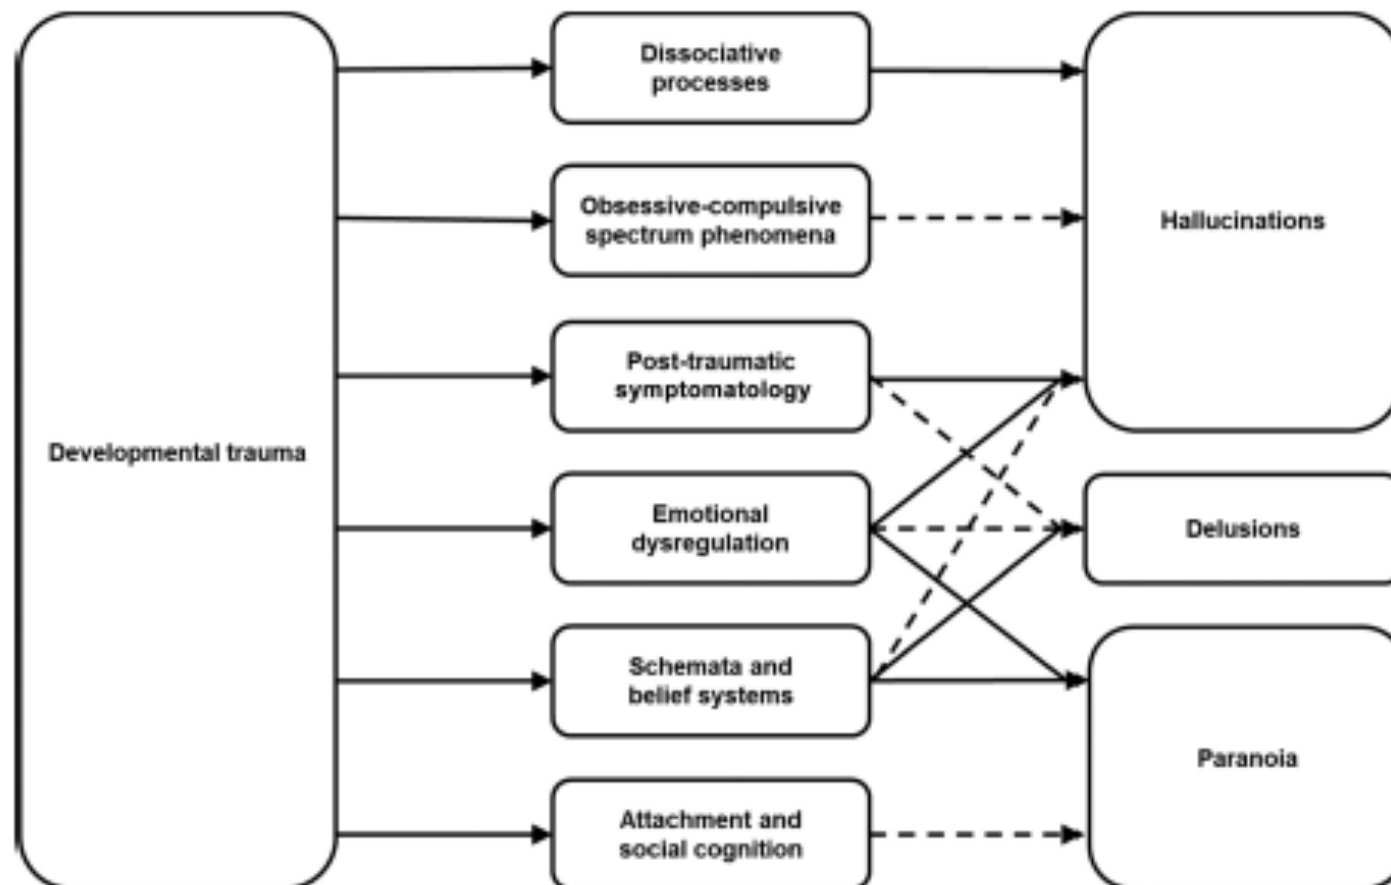 Developmental trauma
Dissociative
processes
Obsessive-compulsive
spectrum phenomena
Post-traumatic
symptomatology
Emotional
dysregulation
Schemata and
belief systems
Attachment and
social cognition
Hallucinations
Delusions
Paranoia